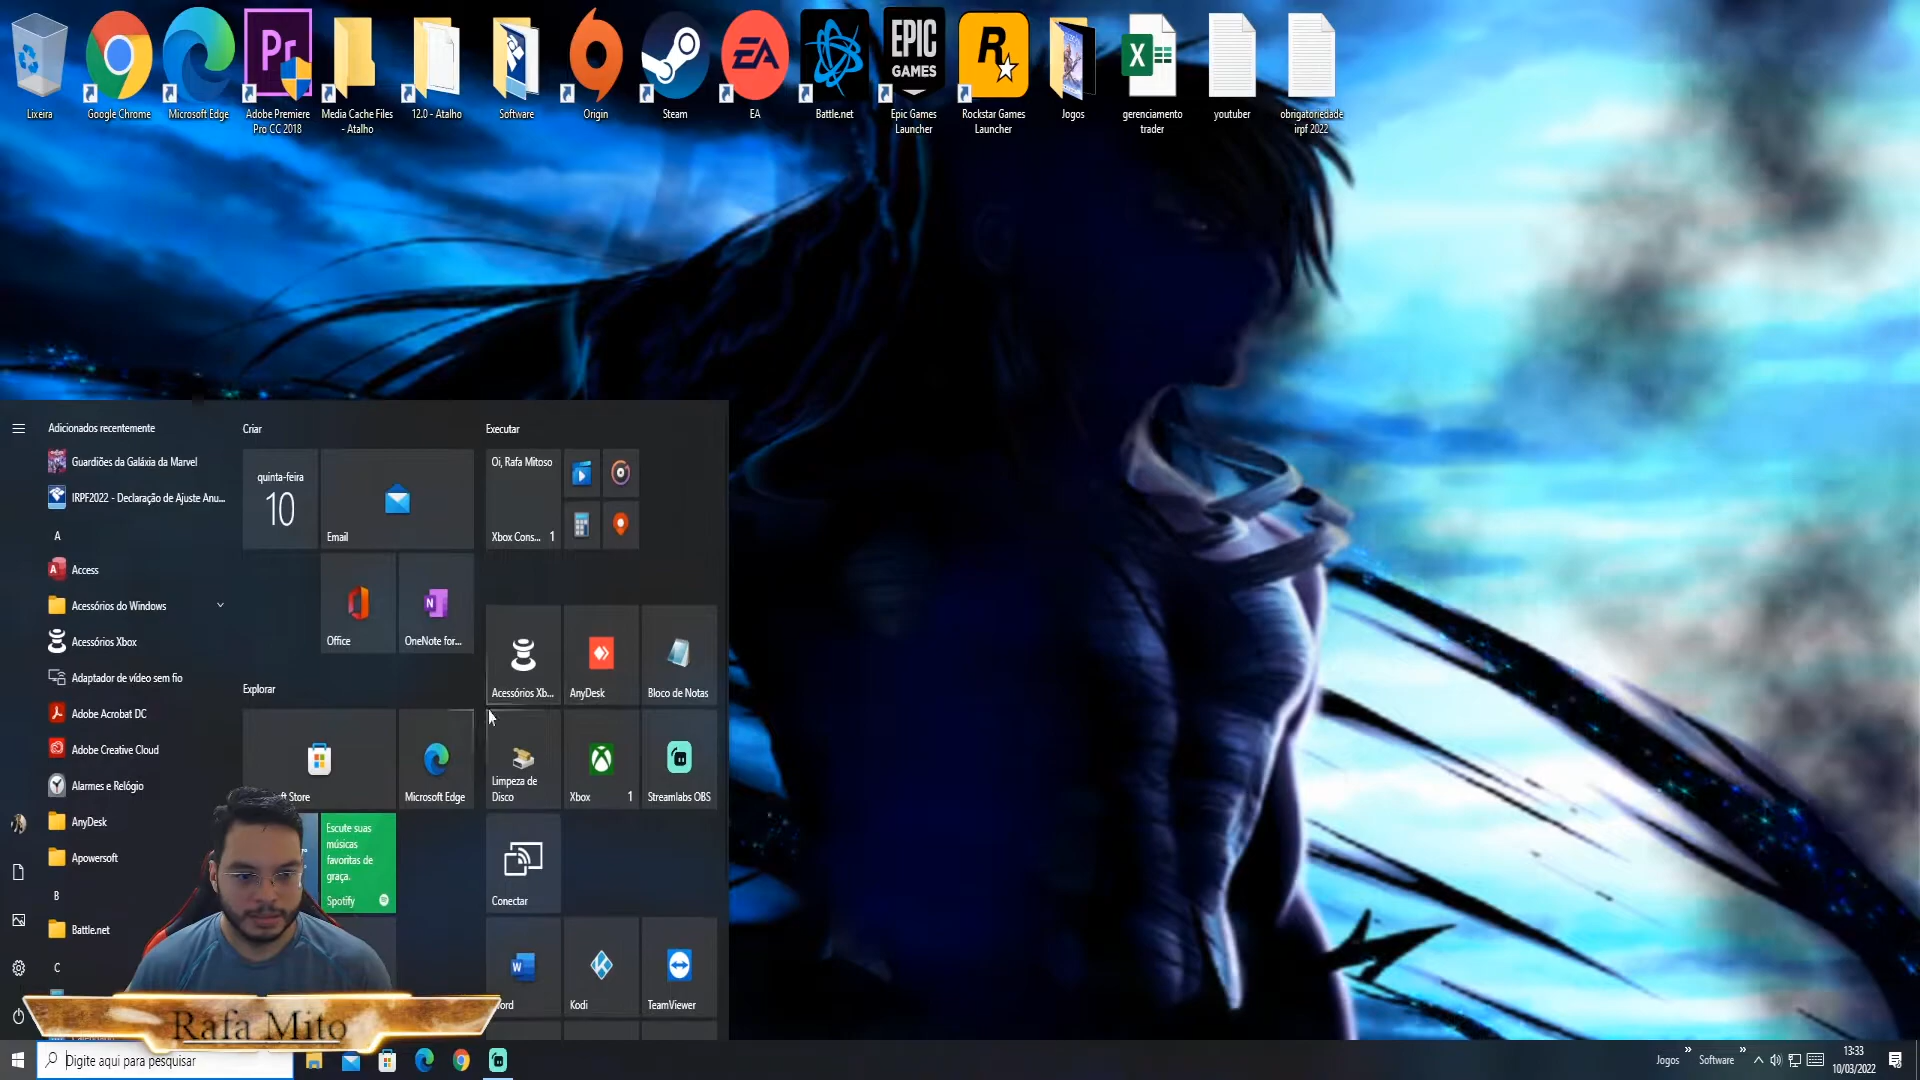 Lixeira
Google Chrome
Microsoft Edge
Pr
Adobe Premiere
Pro CC 2018
Media Cache Files
- Atalho
12.0 - Atalho
Software
Origin
Steam
EA
EA
Battle.net
EPIC
GAMES
Epic Games
Launcher
R
Rockstar Games
Launcher
Jogos
X
gerenciamento
trader
youtuber
obrigatoriedade
irpf 2022
Adicionados recentemente
Guardiões da Galáxia da Marvel
IRPF2022 - Declaração de Ajuste Anu...
A
Access
Acessórios do Windows
Acessórios Xbox
Adaptador de vídeo sem fio
Adobe Acrobat DC
Adobe Creative Cloud
Alarmes e Relógio
AnyDesk
Apowersoft
B
Battle.net
C
Criar
quinta-feira
10
Email
Office
N
OneNote for...
Explorar
ft Store
Microsoft Edge
Escute suas
músicas
favoritas de
graça.
Spotify
Executar
Oi, Rafa Mitoso
Xbox Cons... 1
Acessórios Xb...
AnyDesk
Bloco de Notas
Limpeza de
Disco
Xbox 1
Streamlabs OBS
Conectar
W
ord
Kodi
TeamViewer
Rafa Mito
Digite aqui para pesquisar
Jogos »
Software »
13:33
10/03/2022